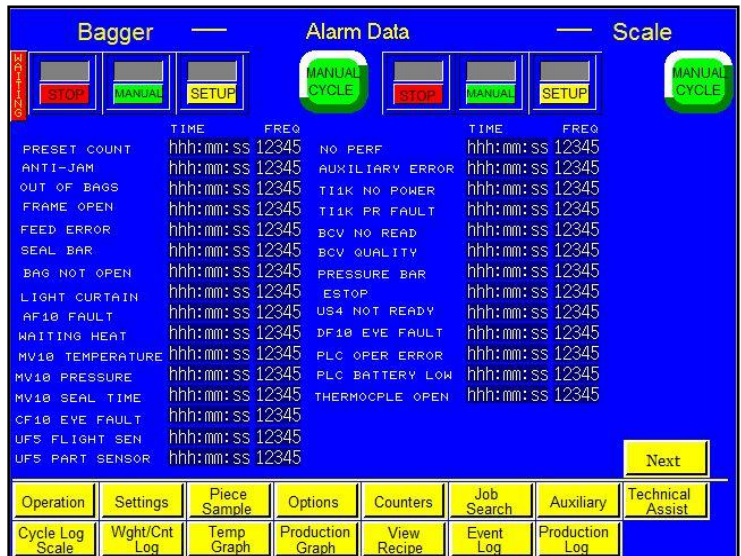 Bagger — Alarm Data — Scale
WAITING
STOP MANUAL SETUP MANUAL CYCLE STOP MANUAL SETUP MANUAL CYCLE
TIME FREQ TIME FREQ
PRESET COUNT hhh:mm:ss 12345 NO PERF hhh:mm:ss 12345
ANTI-JAM hhh:mm:ss 12345 AUXILIARY ERROR hhh:mm:ss 12345
OUT OF BAGS hhh:mm:ss 12345 TI1K NO POWER hhh:mm:ss 12345
FRAME OPEN hhh:mm:ss 12345 TI1K PR FAULT hhh:mm:ss 12345
FEED ERROR hhh:mm:ss 12345 BCV NO READ hhh:mm:ss 12345
SEAL BAR hhh:mm:ss 12345 BCV QUALITY hhh:mm:ss 12345
BAG NOT OPEN hhh:mm:ss 12345 PRESSURE BAR hhh:mm:ss 12345
LIGHT CURTAIN hhh:mm:ss 12345 ESTOP hhh:mm:ss 12345
AF10 FAULT hhh:mm:ss 12345 US4 NOT READY hhh:mm:ss 12345
WAITING HEAT hhh:mm:ss 12345 DF10 EYE FAULT hhh:mm:ss 12345
MV10 TEMPERATURE hhh:mm:ss 12345 PLC OPER ERROR hhh:mm:ss 12345
MV10 PRESSURE hhh:mm:ss 12345 PLC BATTERY LOW hhh:mm:ss 12345
MV10 SEAL TIME hhh:mm:ss 12345 THERMOCPLE OPEN hhh:mm:ss 12345
CF10 EYE FAULT hhh:mm:ss 12345
UF5 FLIGHT SEN hhh:mm:ss 12345
UF5 PART SENSOR hhh:mm:ss 12345
Next
Operation Settings Piece Sample Options Counters Job Search Auxiliary Technical Assist
Cycle Log Scale Wght/Cnt Log Temp Graph Production Graph View Recipe Event Log Production Log